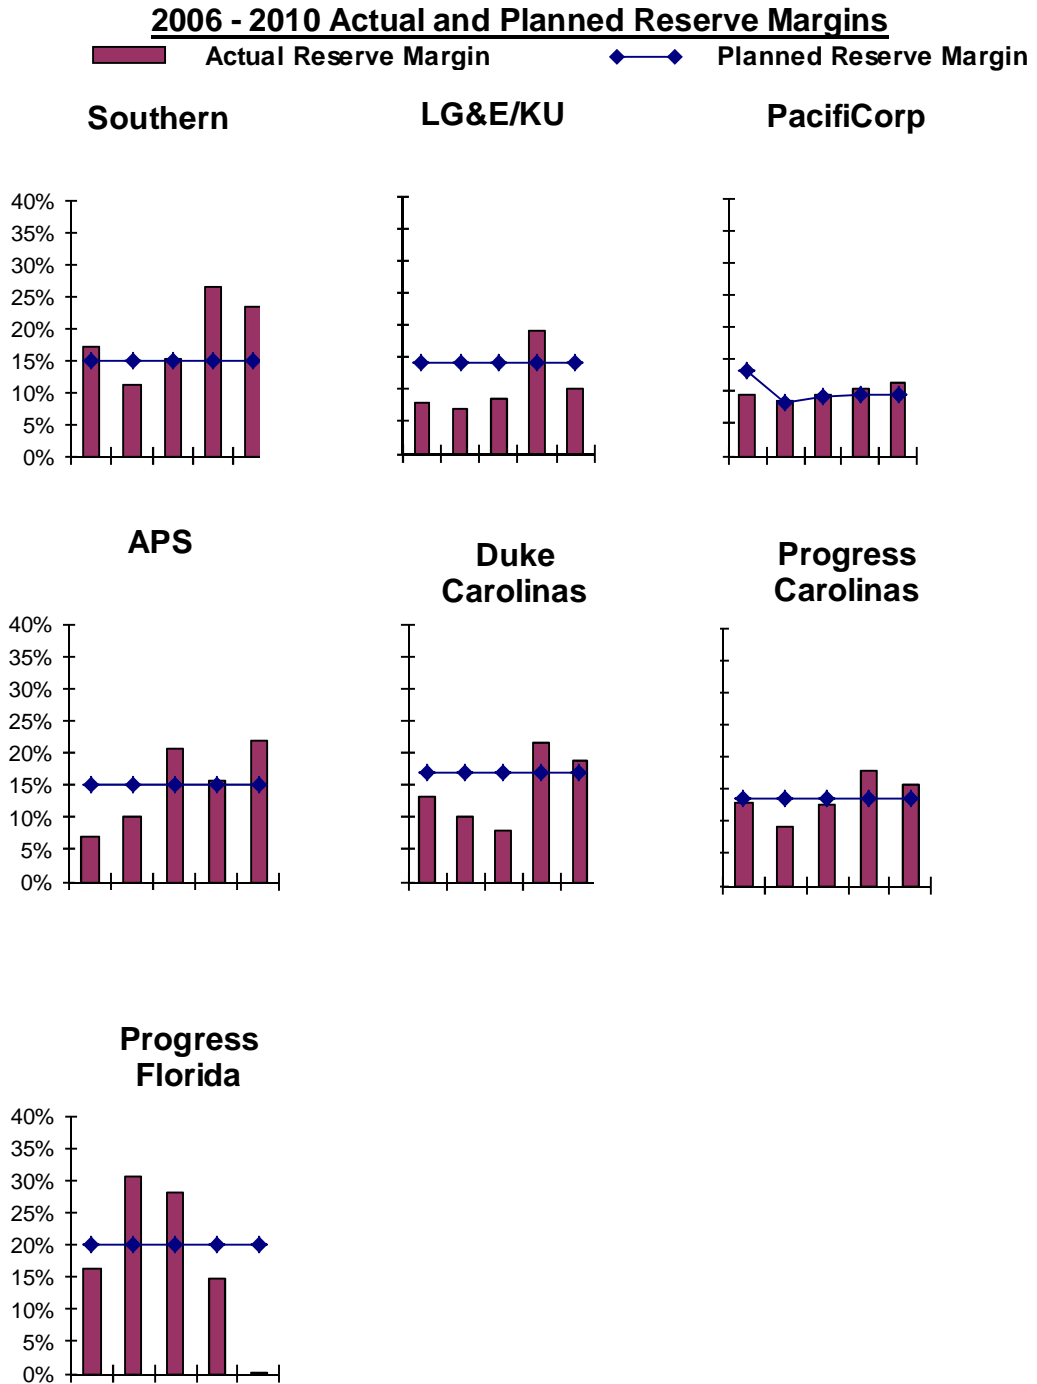 2006 - 2010 Actual and Planned Reserve Margins
Actual Reserve Margin
Planned Reserve Margin
Southern
LG&E/KU
PacifiCorp
40%
35%
30%
25%
20%
15%
10%
5%
0%
APS
Duke
Carolinas
Progress
Carolinas
40%
35%
30%
25%
20%
15%
10%
5%
0%
Progress
Florida
40%
35%
30%
25%
20%
15%
10%
5%
0%